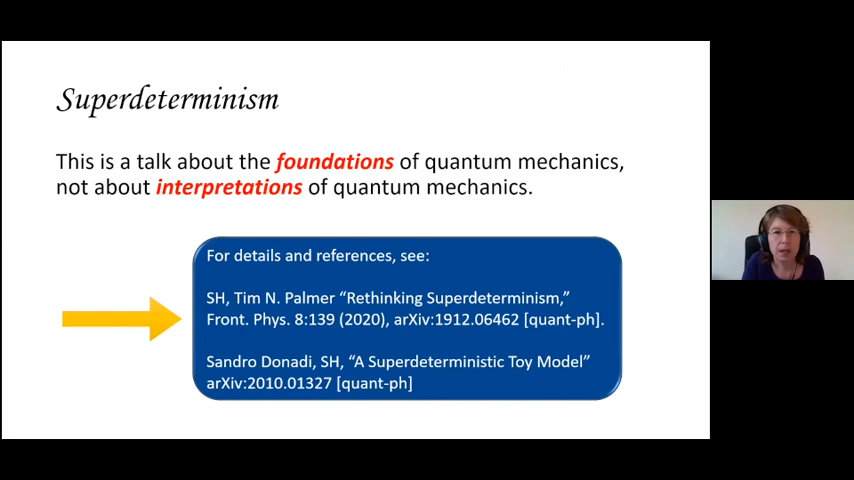 Superdeterminism
This is a talk about the foundations of quantum mechanics,
not about interpretations of quantum mechanics.
For details and references, see:
SH, Tim N. Palmer “Rethinking Superdeterminism,”
Front. Phys. 8:139 (2020), arXiv:1912.06462 [quant-ph].
Sandro Donadi, SH, “A Superdeterministic Toy Model”
arXiv:2010.01327 [quant-ph]